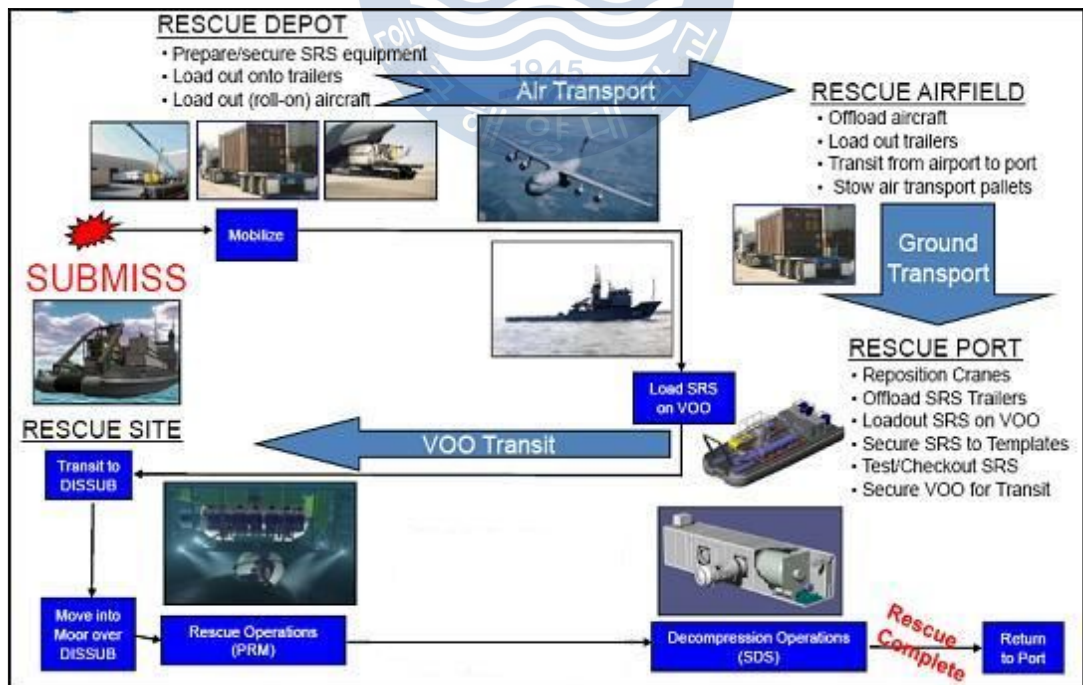 RESCUE DEPOT
• Prepare/secure SRS equipment
• Load out onto trailers
• Load out (roll-on) aircraft
1945
Air Transport
RESCUE AIRFIELD
• Offload aircraft
• Load out trailers
• Transit from airport to port
• Stow air transport pallets
Mobilize
SUBMISS
Ground
Transport
RESCUE PORT
• Reposition Cranes
• Offload SRS Trailers
• Loadout SRS on VOO
• Secure SRS to Templates
• Test/Checkout SRS
• Secure VOO for Transit
Load SRS
on VOO
RESCUE SITE
VOO Transit
Transit to
DISSUB
Move into
Moor over
DISSUB
Rescue Operations
(PRM)
Decompression Operations
(SDS)
Rescue
Complete
Return
to Port